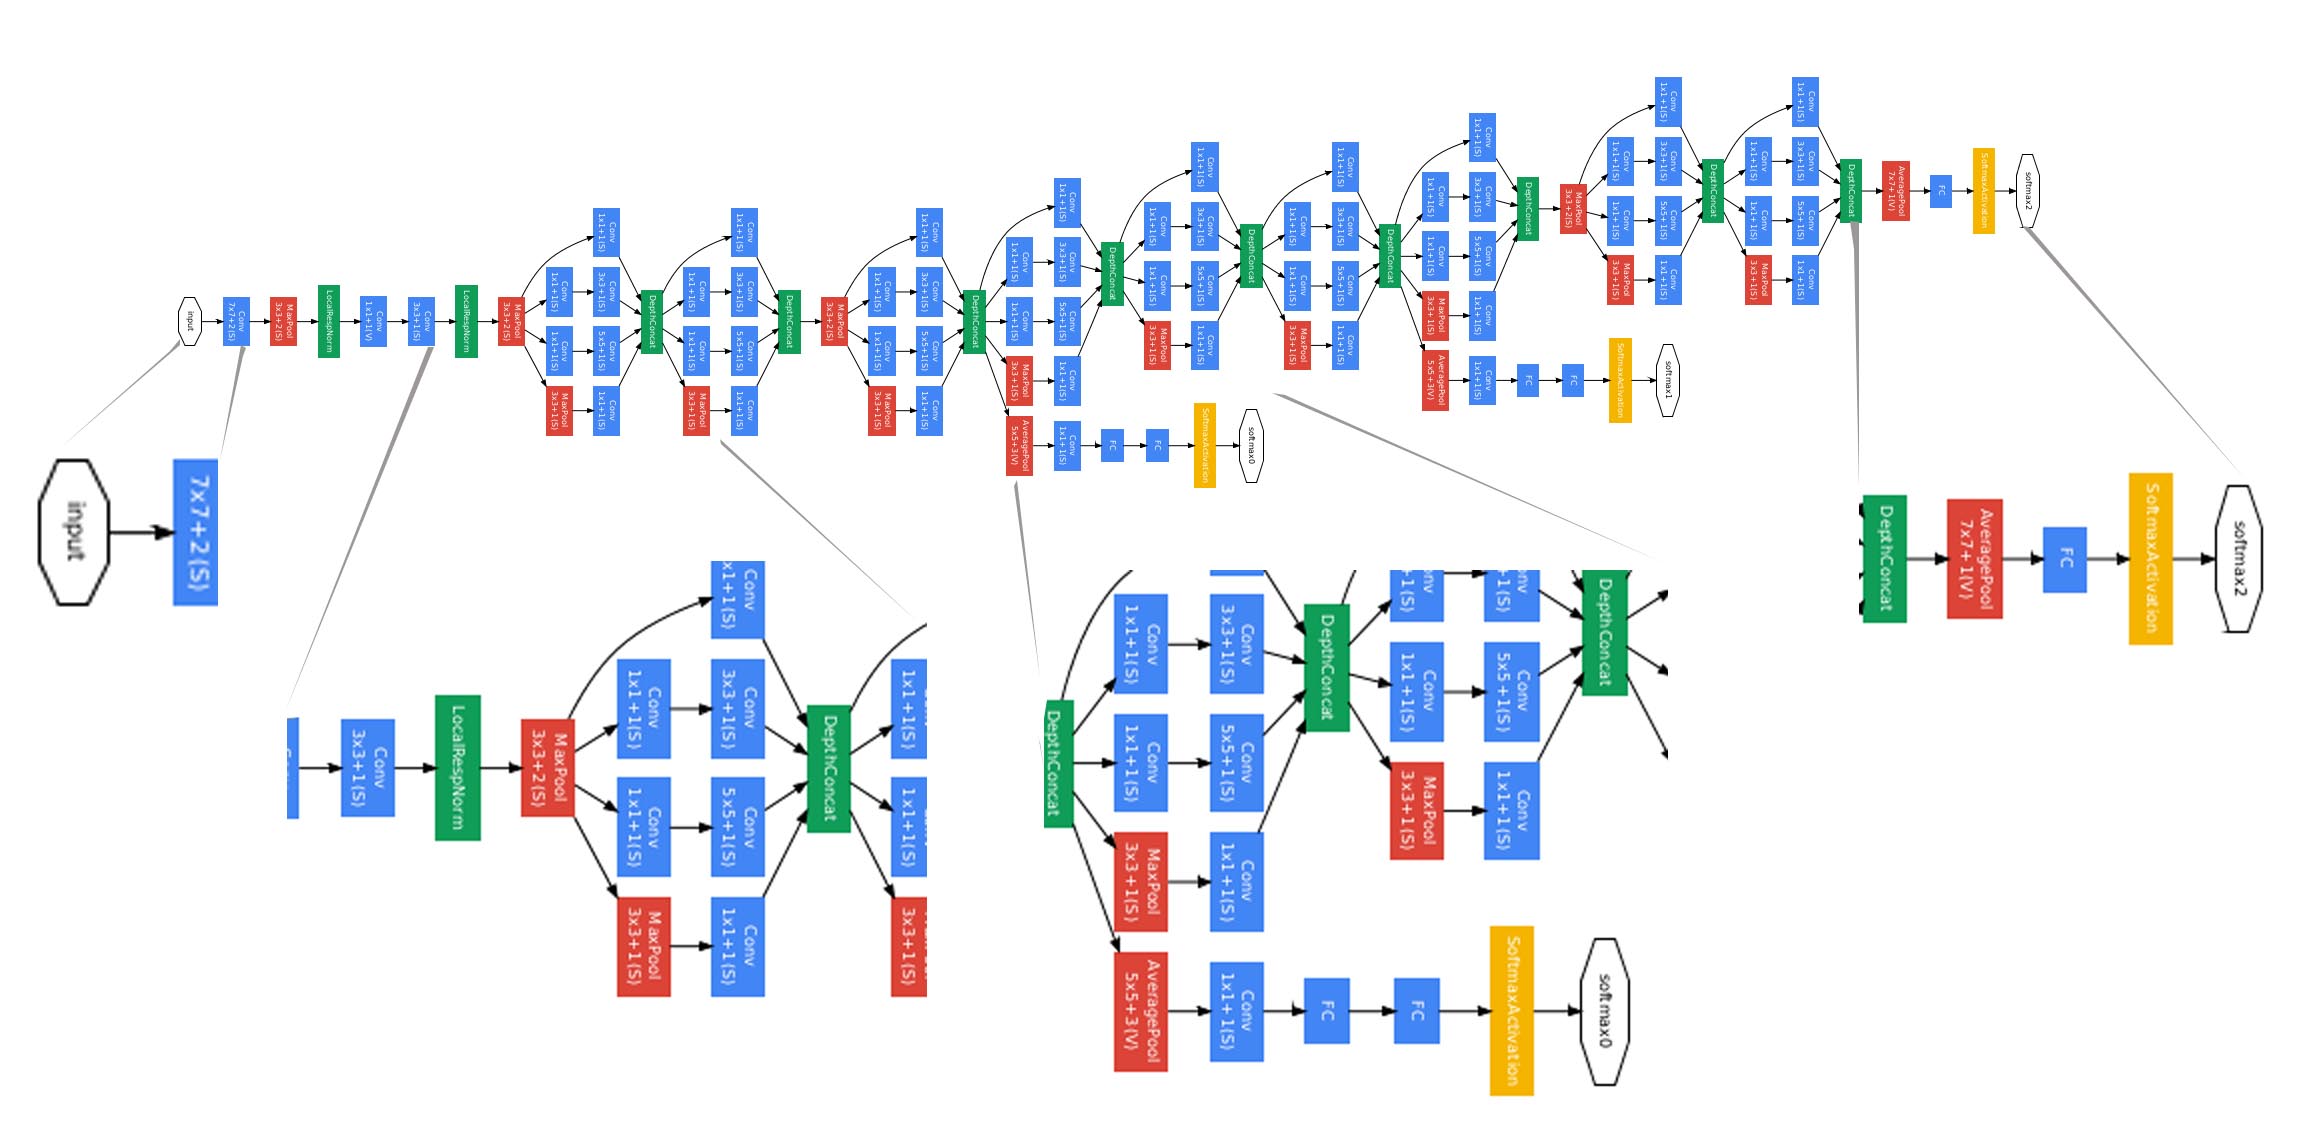 input
Conv
7x7+2(S)
MaxPool
3x3+2(S)
LocalRespNorm
Conv
1x1+1(V)
Conv
3x3+1(S)
LocalRespNorm
MaxPool
3x3+2(S)
Conv
1x1+1(S)
Conv
1x1+1(S)
MaxPool
3x3+1(S)
Conv
1x1+1(S)
Conv
3x3+1(S)
Conv
5x5+1(S)
Conv
1x1+1(S)
DepthConcat
Conv
1x1+1(S)
Conv
1x1+1(S)
MaxPool
3x3+1(S)
Conv
1x1+1(S)
Conv
3x3+1(S)
Conv
5x5+1(S)
Conv
1x1+1(S)
DepthConcat
MaxPool
3x3+2(S)
Conv
1x1+1(S)
Conv
1x1+1(S)
MaxPool
3x3+1(S)
Conv
1x1+1(S)
Conv
3x3+1(S)
Conv
5x5+1(S)
Conv
1x1+1(S)
DepthConcat
Conv
1x1+1(S)
Conv
1x1+1(S)
MaxPool
3x3+1(S)
AveragePool
5x5+3(V)
Conv
1x1+1(S)
Conv
3x3+1(S)
Conv
5x5+1(S)
Conv
1x1+1(S)
Conv
1x1+1(S)
DepthConcat
FC
FC
SoftmaxActivation
softmax0
Conv
1x1+1(S)
Conv
1x1+1(S)
MaxPool
3x3+1(S)
Conv
1x1+1(S)
Conv
3x3+1(S)
Conv
5x5+1(S)
Conv
1x1+1(S)
DepthConcat
Conv
1x1+1(S)
Conv
1x1+1(S)
MaxPool
3x3+1(S)
Conv
1x1+1(S)
Conv
3x3+1(S)
Conv
5x5+1(S)
Conv
1x1+1(S)
DepthConcat
Conv
1x1+1(S)
Conv
1x1+1(S)
MaxPool
3x3+1(S)
AveragePool
5x5+3(V)
Conv
1x1+1(S)
Conv
3x3+1(S)
Conv
5x5+1(S)
Conv
1x1+1(S)
Conv
1x1+1(S)
DepthConcat
FC
FC
SoftmaxActivation
softmax1
MaxPool
3x3+2(S)
Conv
1x1+1(S)
Conv
1x1+1(S)
MaxPool
3x3+1(S)
Conv
1x1+1(S)
Conv
3x3+1(S)
Conv
5x5+1(S)
Conv
1x1+1(S)
DepthConcat
Conv
1x1+1(S)
Conv
1x1+1(S)
MaxPool
3x3+1(S)
Conv
1x1+1(S)
Conv
3x3+1(S)
Conv
5x5+1(S)
Conv
1x1+1(S)
DepthConcat
AveragePool
7x7+1(V)
FC
SoftmaxActivation
softmax2
input
7x7+2(S)
Conv
3x3+1(S)
LocalRespNorm
MaxPool
3x3+2(S)
Conv
1x1+1(S)
Conv
1x1+1(S)
MaxPool
3x3+1(S)
Conv
x1+1(S)
Conv
3x3+1(S)
Conv
5x5+1(S)
Conv
1x1+1(S)
DepthConcat
1x1+1(S)
1x1+1(S)
3x3+1(S)
DepthConcat
Conv
1x1+1(S)
Conv
1x1+1(S)
MaxPool
3x3+1(S)
AveragePool
5x5+3(V)
Conv
3x3+1(S)
Conv
5x5+1(S)
Conv
1x1+1(S)
Conv
1x1+1(S)
DepthConcat
FC
FC
SoftmaxActivation
softmax0
+1(S)
Conv
1x1+1(S)
MaxPool
3x3+1(S)
+1(S)
Conv
5x5+1(S)
Conv
1x1+1(S)
DepthConcat
DepthConcat
AveragePool
7x7+1(V)
FC
SoftmaxActivation
softmax2